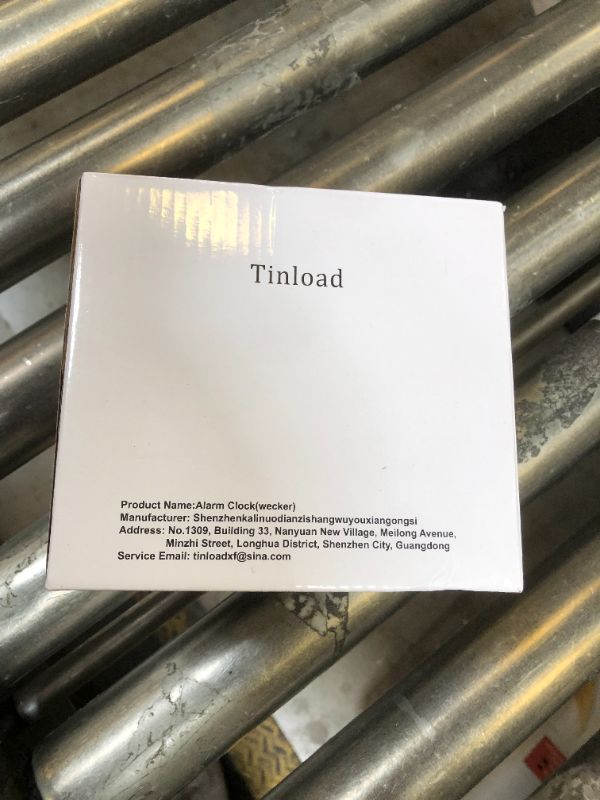 Tinload
Product Name:Alarm Clock(wecker)
Manufacturer: Shenzhenkalinuodianzishangwuyouxiangongsi
Address: No.1309, Building 33, Nanyuan New Village, Meilong Avenue,
Minzhi Street, Longhua District, Shenzhen City, Guangdong
Service Email: tinloadxf@sina.com